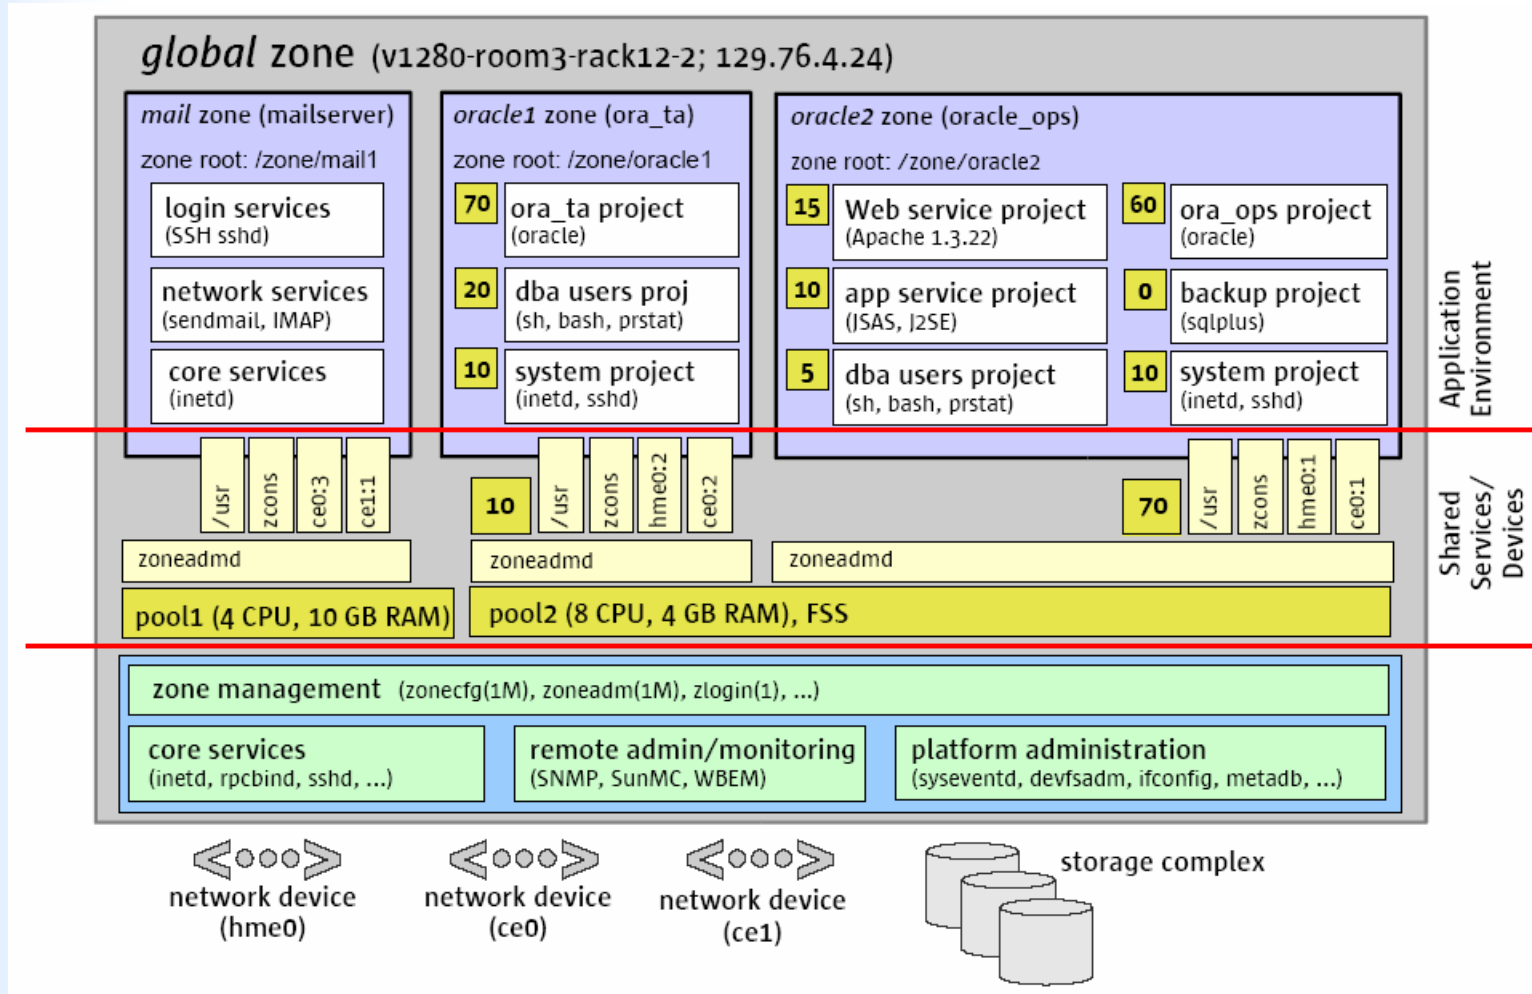 global zone (v1280-room3-rack12-2; 129.76.4.24)
mail zone (mailserver)
zone root: /zone/mail1
login services
(SSH sshd)
network services
(sendmail, IMAP)
core services
(inetd)
oracle1 zone (ora_ta)
zone root: /zone/oracle1
70
ora_ta project
(oracle)
20
dba users proj
(sh, bash, prstat)
10
system project
(inetd, sshd)
oracle2 zone (oracle_ops)
zone root: /zone/oracle2
15
Web service project
(Apache 1.3.22)
10
app service project
(JSAS, J2SE)
5
dba users project
(sh, bash, prstat)
60
ora_ops project
(oracle)
0
backup project
(sqlplus)
10
system project
(inetd, sshd)
Application
Environment
/usr
zcons
ce0:3
ce1:1
10
/usr
zcons
hme0:2
ce0:2
70
/usr
zcons
hme0:1
ce0:1
zoneadmd
zoneadmd
zoneadmd
pool1 (4 CPU, 10 GB RAM)
pool2 (8 CPU, 4 GB RAM), FSS
Shared
Services/
Devices
zone management (zonecfg(1M), zoneadm(1M), zlogin(1), ...)
core services
(inetd, rpcbind, sshd, ...)
remote admin/monitoring
(SNMP, SunMC, WBEM)
platform administration
(syseventd, devfsadm, ifconfig, metadb, ...)
network device
(hme0)
network device
(ce0)
network device
(ce1)
storage complex